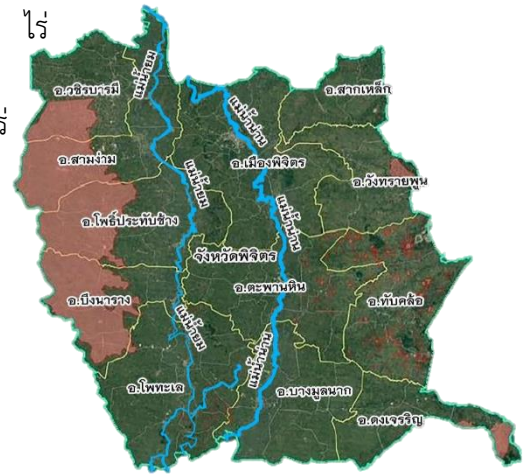 ไร่
อ.วชิรบารมี
แม่น้ำยม
แม่น้ำน่าน
อ.สากเหล็ก
ร่
อ.สามง่าม
แม่น้ำยม
อ.เมืองพิจิตร
อ.วังทรายพูน
อ.โพธิ์ประทับช้าง
แม่น้ำน่าน
จังหวัดพิจิตร
อ.บึงนาราง
อ.ตะพานหิน
อ.ทับคล้อ
แม่น้ำยม
แม่น้ำน่าน
อ.โพทะเล
อ.บางมูลนาก
อ.ดงเจรริญ